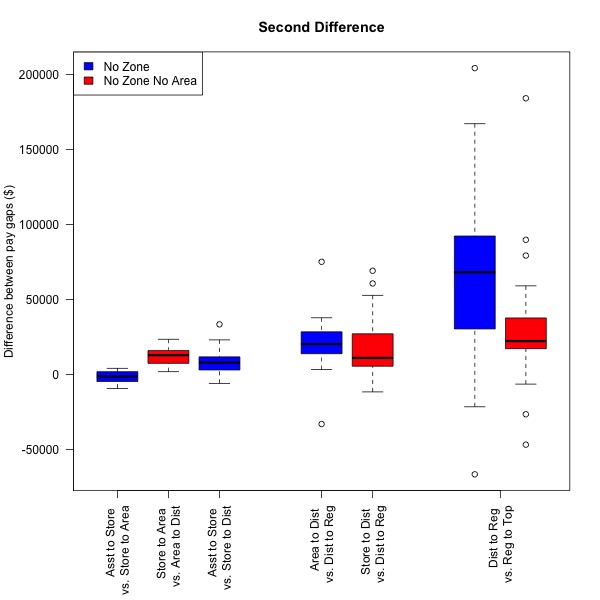 Second Difference
No Zone
No Zone No Area
Difference between pay gaps ($)
200000
150000
100000
50000
0
-50000
Asst to Store
vs. Store to Area
Store to Area
vs. Area to Dist
Asst to Store
vs. Store to Dist
Area to Dist
vs. Dist to Reg
Store to Dist
vs. Dist to Reg
Dist to Reg
vs. Reg to Top